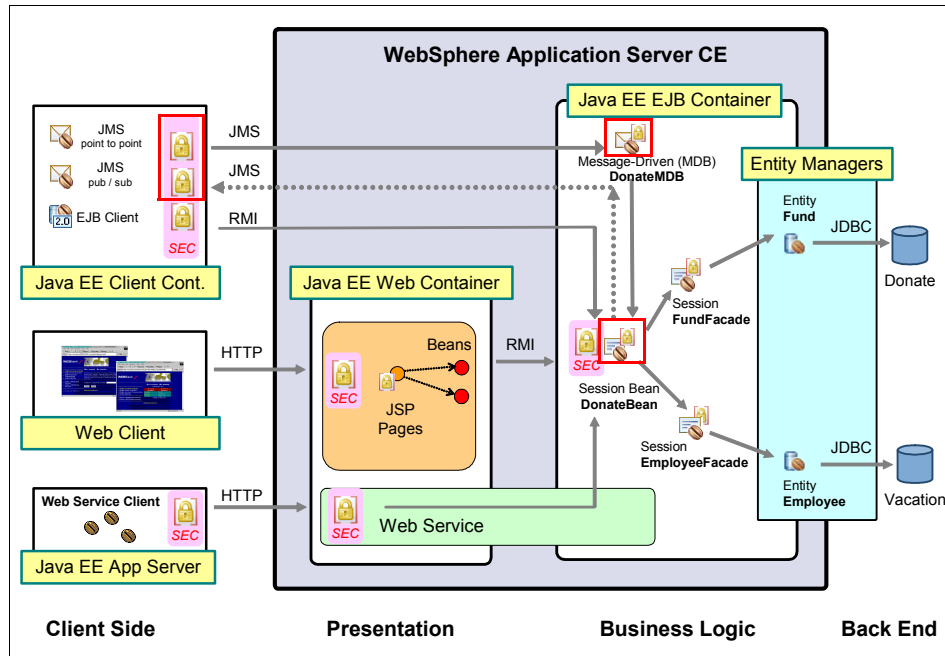 WebSphere Application Server CE
Java EE EJB Container
JMS
point to point
JMS
pub / sub
2.0
EJB Client
SEC
Java EE Client Cont.
JMS
JMS
RMI
Message-Driven (MDB)
DonateMDB
Entity Managers
Entity
Fund
JDBC
Donate
Java EE Web Container
Session
FundFacade
HTTP
Web Client
SEC
Beans
JSP
Pages
RMI
SEC
Session Bean
DonateBean
Session
EmployeeFacade
Entity
Employee
JDBC
Vacation
Web Service Client
SEC
Java EE App Server
HTTP
SEC
Web Service
Client Side
Presentation
Business Logic
Back End